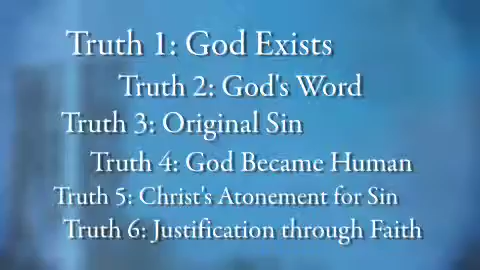 Truth 1: God Exists
Truth 2: God's Word
Truth 3: Original Sin
Truth 4: God Became Human
Truth 5: Christ's Atonement for Sin
Truth 6: Justification through Faith